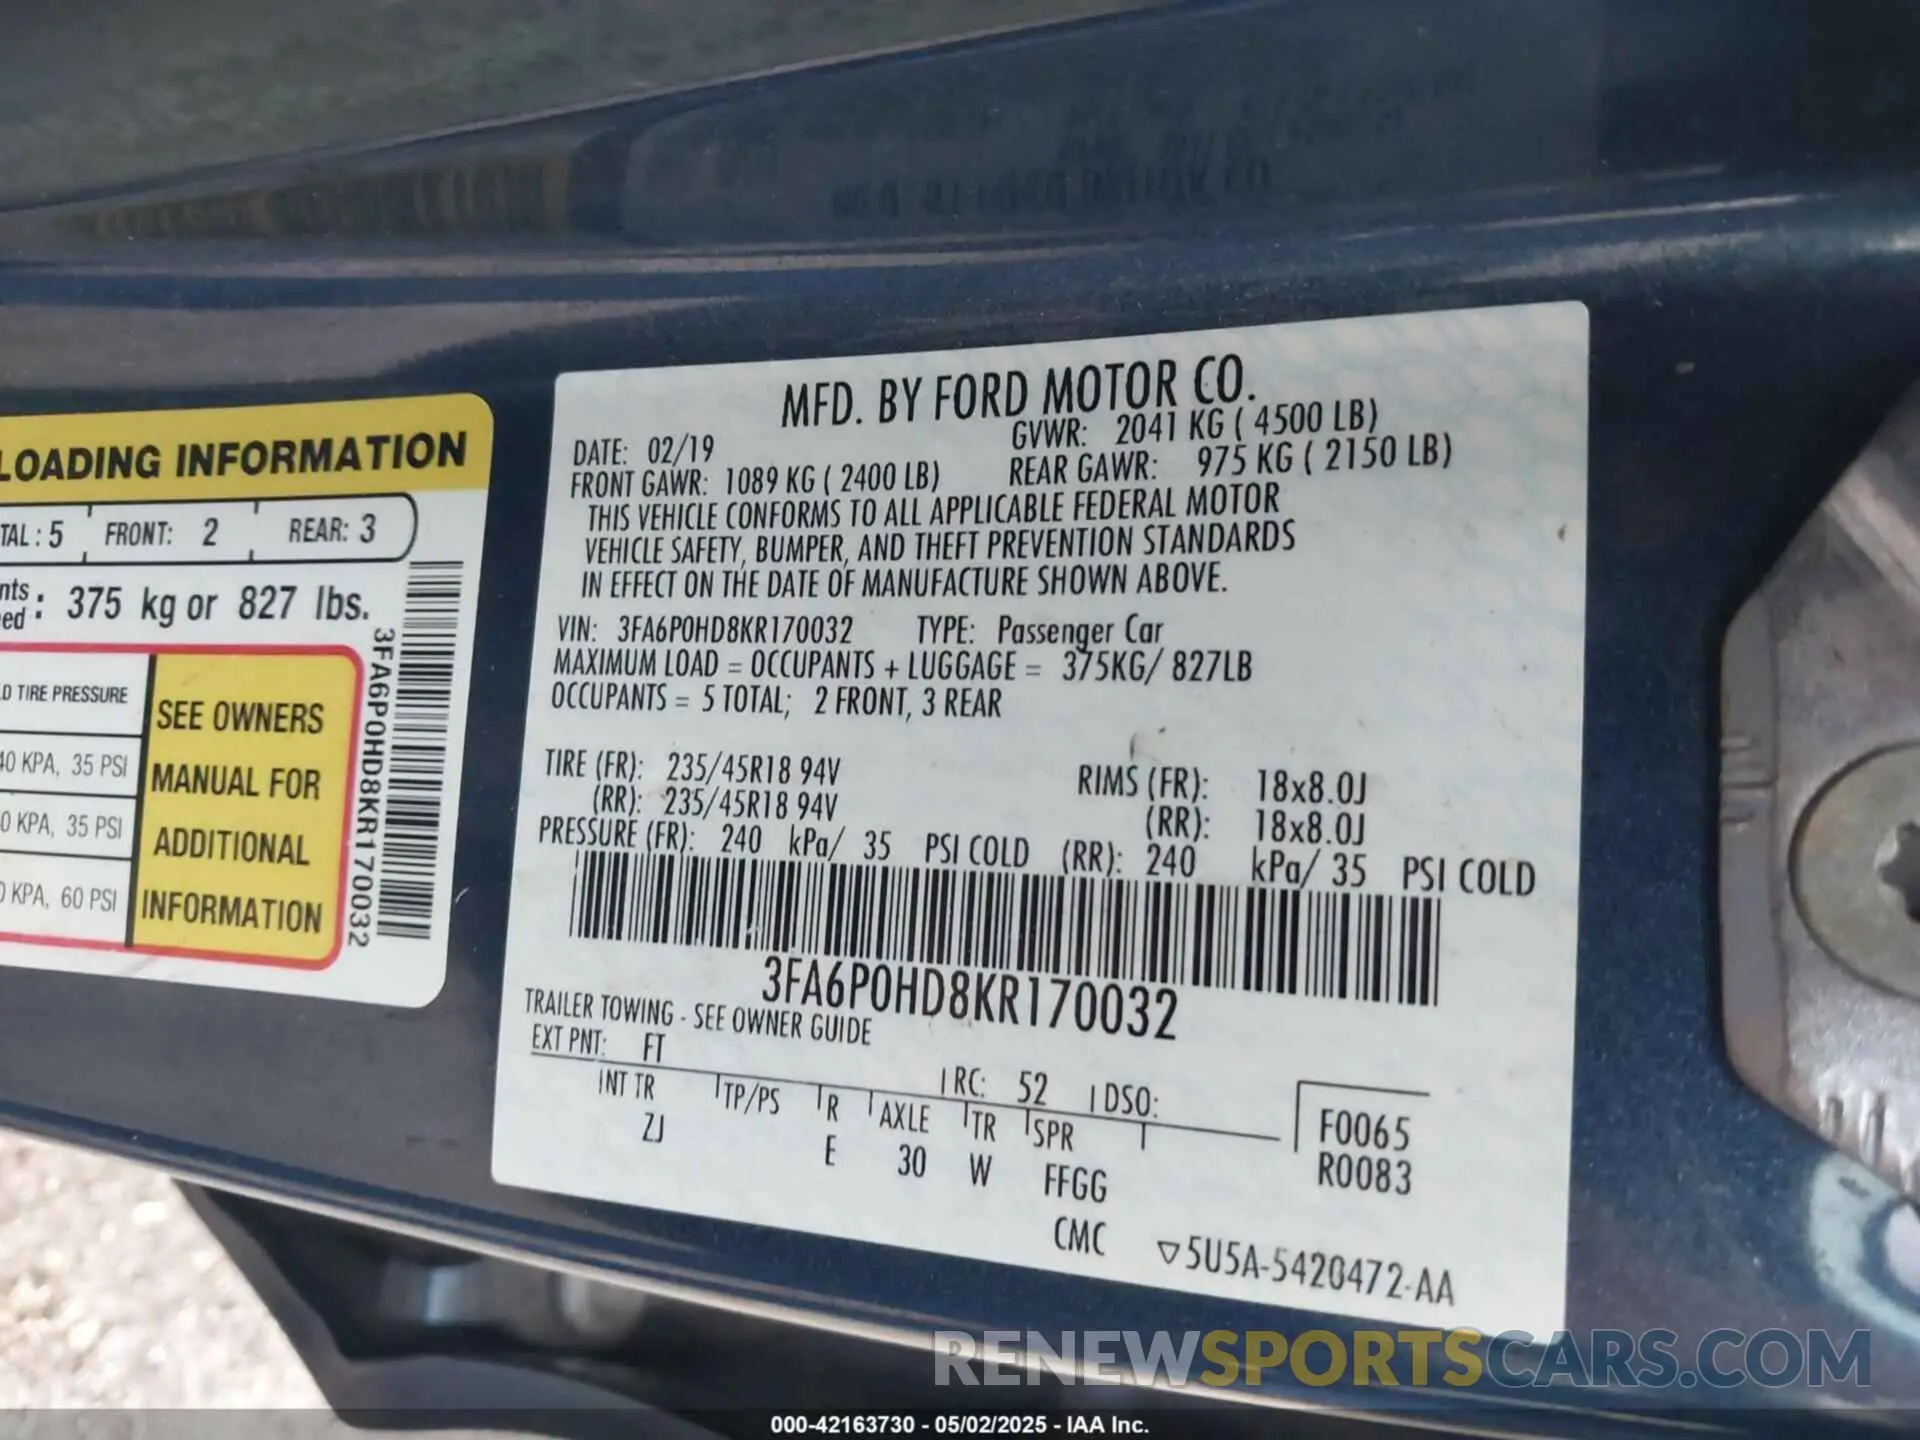 LOADING INFORMATION
TAL: 5 FRONT: 2 REAR: 3
nts
ed : 375 kg or 827 lbs.
D TIRE PRESSURE
40 KPA, 35 PSI
0 KPA, 35 PSI
0 KPA, 60 PSI
SEE OWNERS
MANUAL FOR
ADDITIONAL
INFORMATION
3FA6P0HD8KR170032
MFD. BY FORD MOTOR CO.
DATE: 02/19 GVWR: 2041 KG ( 4500 LB)
FRONT GAWR: 1089 KG ( 2400 LB) REAR GAWR: 975 KG ( 2150 LB)
THIS VEHICLE CONFORMS TO ALL APPLICABLE FEDERAL MOTOR
VEHICLE SAFETY, BUMPER, AND THEFT PREVENTION STANDARDS
IN EFFECT ON THE DATE OF MANUFACTURE SHOWN ABOVE.
VIN: 3FA6P0HD8KR170032 TYPE: Passenger Car
MAXIMUM LOAD = OCCUPANTS + LUGGAGE = 375KG/ 827LB
OCCUPANTS = 5 TOTAL; 2 FRONT, 3 REAR
TIRE (FR): 235/45R18 94V RIMS (FR): 18x8.0J
(RR): 235/45R18 94V (RR): 18x8.0J
PRESSURE (FR): 240 kPa/ 35 PSI COLD (RR): 240 kPa/ 35 PSI COLD
3FA6P0HD8KR170032
TRAILER TOWING - SEE OWNER GUIDE
EXT PNT: FT RC: 52 DSO:
INT TR TP/PS R AXLE TR SPR
ZJ E 30 W FFGG
CMC
F0065
R0083
▽5U5A-5420472-AA
RENEWSPORTSCARS.COM
000-42163730 - 05/02/2025 - IAA Inc.